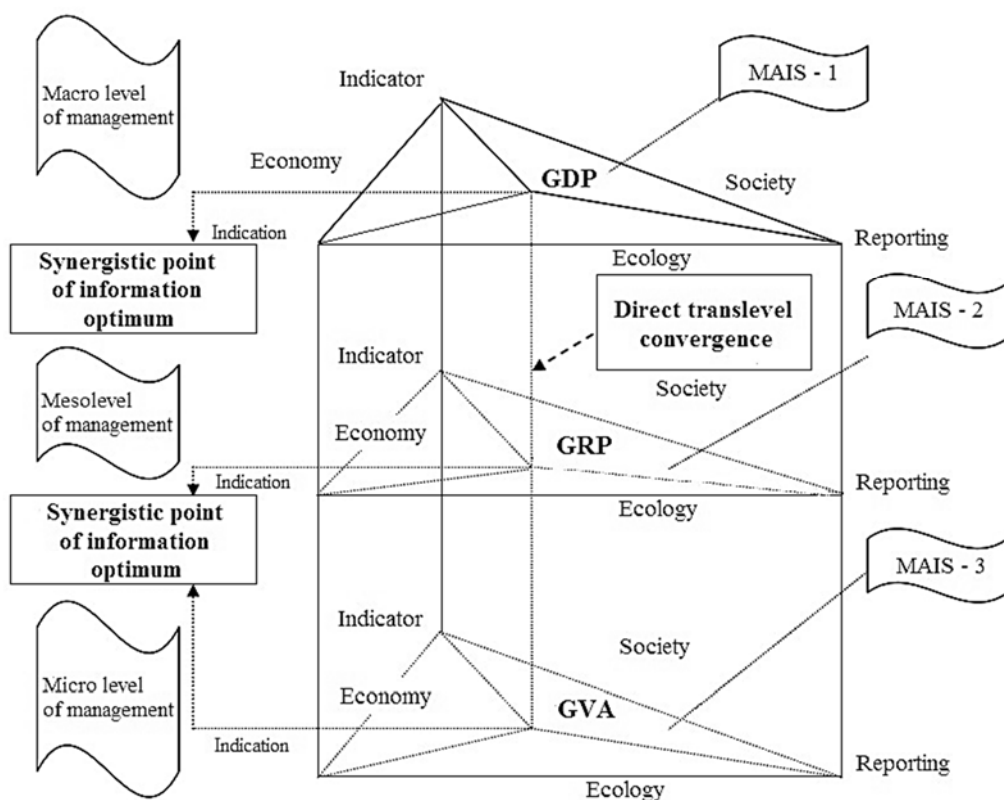 MAIS - 1
Indicator
Macro level
of management
Economy
GDP
Society
Indication
Reporting
Ecology
Synergistic point
of information
optimum
Direct translevel
convergence
MAIS - 2
Indicator
Society
Mesolevel
of management
Economy
GRP
Indication
Reporting
Ecology
Synergistic point
of information
optimum
MAIS - 3
Indicator
Society
Micro level
of management
Economy
GVA
Indication
Reporting
Ecology